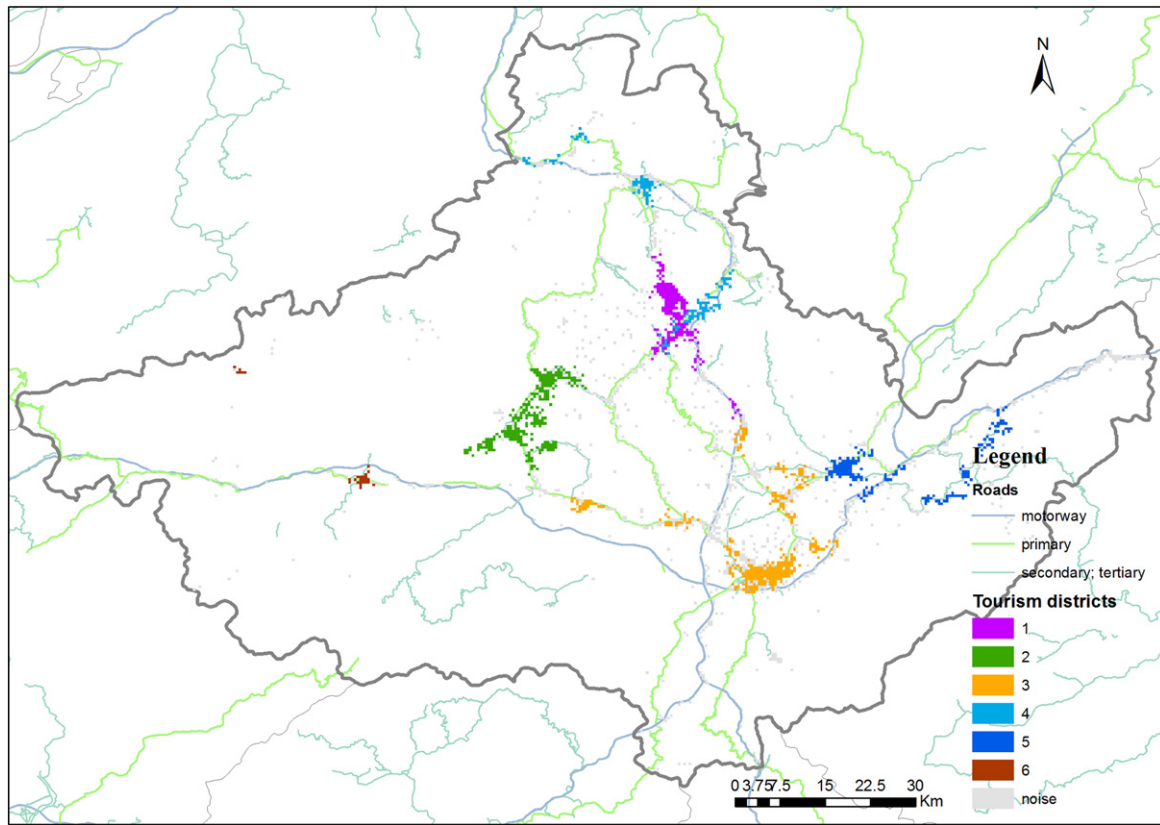 N
Legend
Roads
motorway
primary
secondary; tertiary
Tourism districts
1
2
3
4
5
6
noise
0 3.75 7.5 15 22.5 30
Km